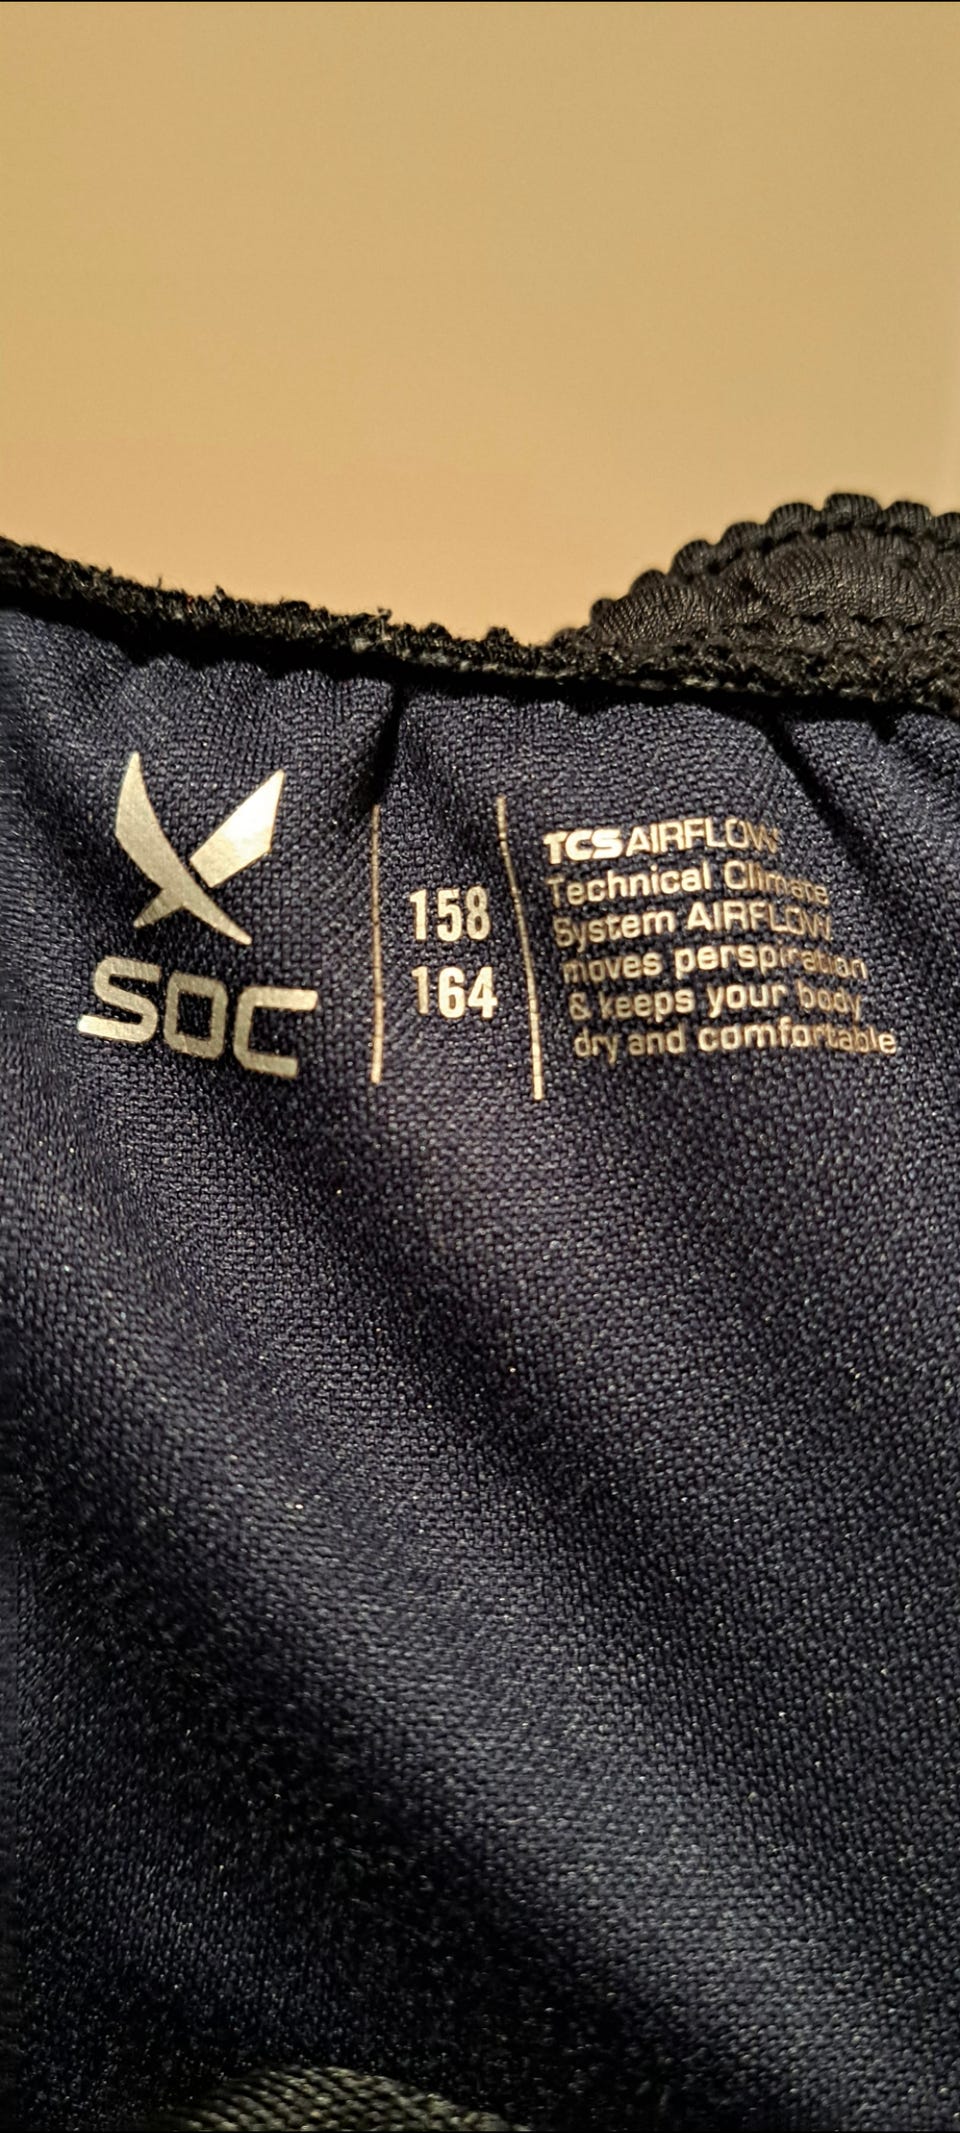 SOC
158
164
TCS AIRFLOW
Technical Climate
System AIRFLOW
moves perspiration
& keeps your body
dry and comfortable